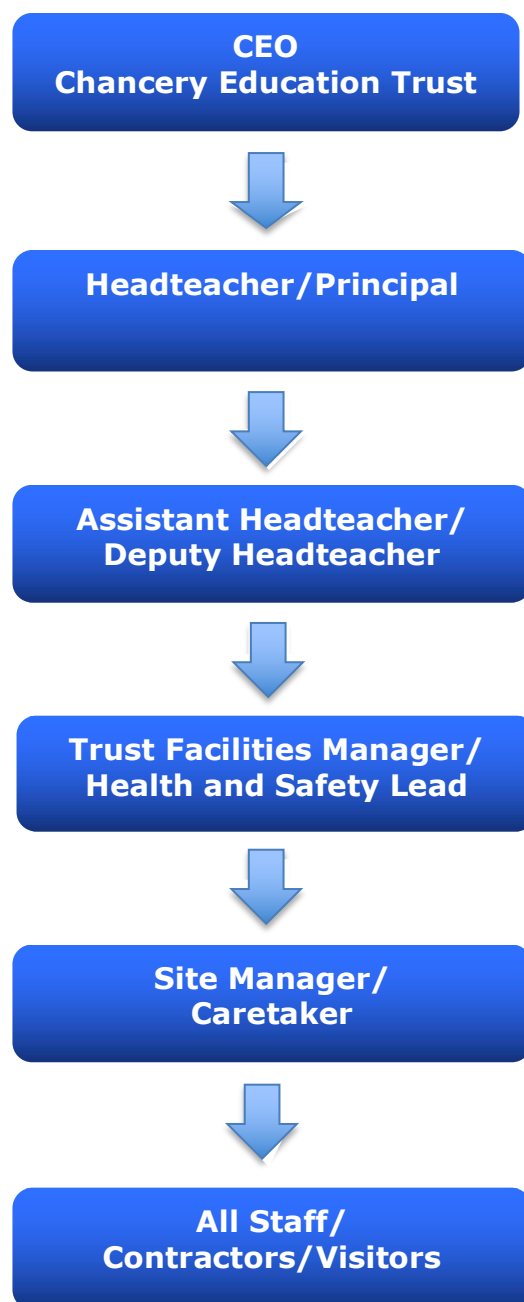 CEO
Chancery Education Trust
Headteacher/Principal
Assistant Headteacher/
Deputy Headteacher
Trust Facilities Manager/
Health and Safety Lead
Site Manager/
Caretaker
All Staff/
Contractors/Visitors